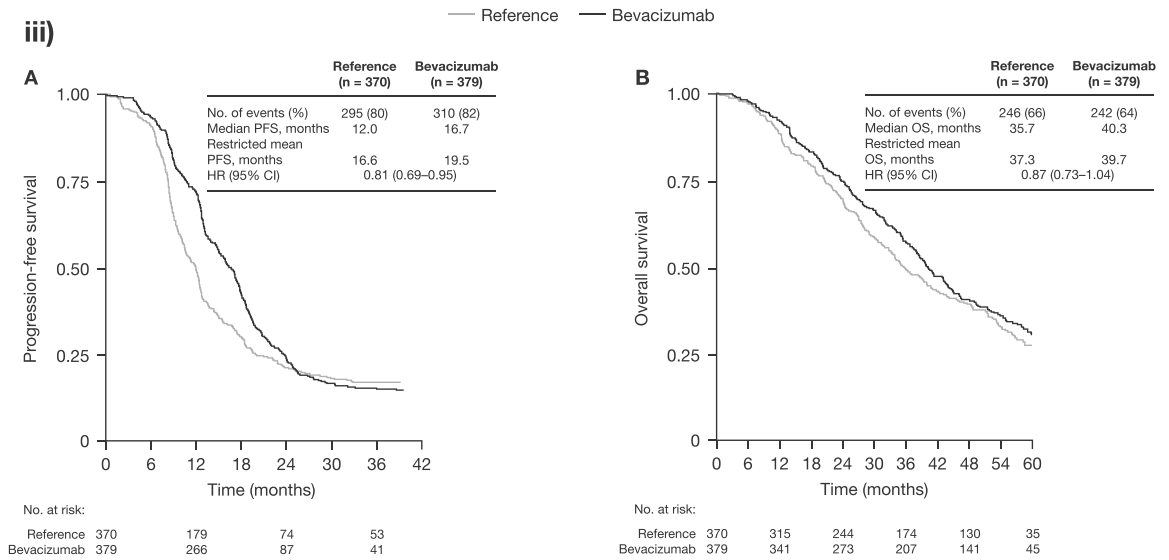 Reference Bevacizumab
iii)
A
Reference Bevacizumab
(n = 370) (n = 379)
No. of events (%) 295 (80) 310 (82)
Median PFS, months 12.0 16.7
Restricted mean
PFS, months 16.6 19.5
HR (95% CI) 0.81 (0.69–0.95)
Progression-free survival
1.00
0.75
0.50
0.25
0
0 6 12 18 24 30 36 42
Time (months)
No. at risk:
Reference 370 179 74 53
Bevacizumab 379 266 87 41
B
Reference Bevacizumab
(n = 370) (n = 379)
No. of events (%) 246 (66) 242 (64)
Median OS, months 35.7 40.3
Restricted mean
OS, months 37.3 39.7
HR (95% CI) 0.87 (0.73–1.04)
Overall survival
1.00
0.75
0.50
0.25
0
0 6 12 18 24 30 36 42 48 54 60
Time (months)
No. at risk:
Reference 370 315 244 174 130 35
Bevacizumab 379 341 273 207 141 45